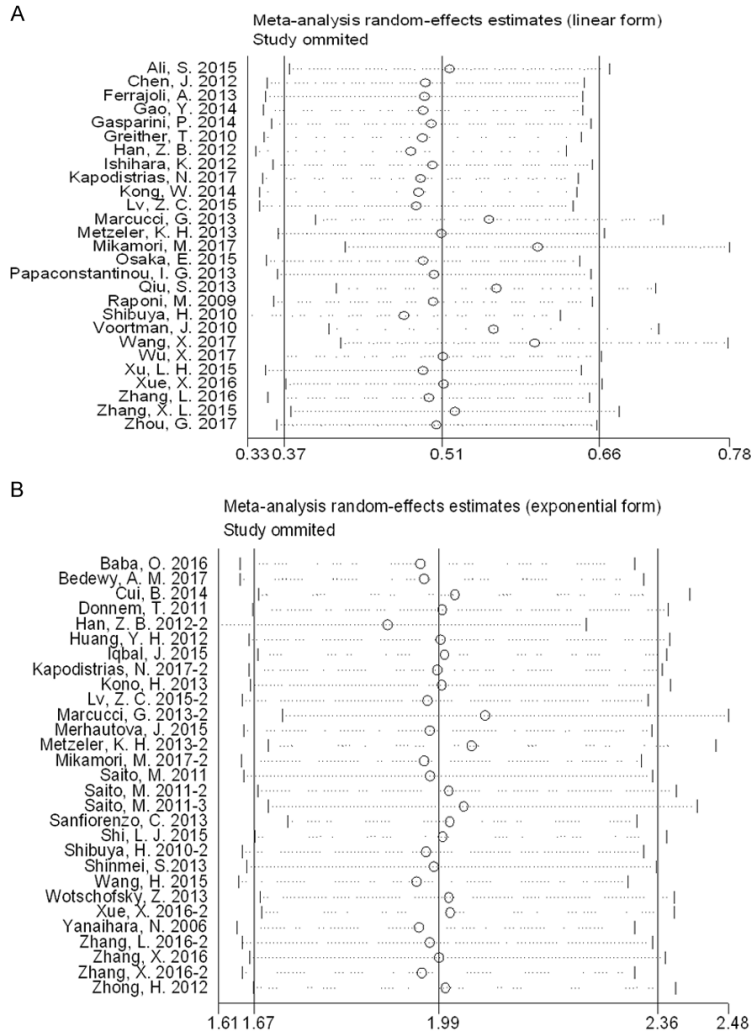 A
Meta-analysis random-effects estimates (linear form)
Study ommited
Ali, S. 2015
Chen, J. 2012
Ferrajoli, A. 2013
Gao, Y. 2014
Gasparini, P. 2014
Greither, T. 2010
Han, Z. B. 2012
Ishihara, K. 2012
Kapodistrias, N. 2017
Kong, W. 2014
Lv, Z. C. 2015
Marcucci, G. 2013
Metzeler, K. H. 2013
Mikamori, M. 2017
Osaka, E. 2015
Papaconstantinou, I. G. 2013
Qiu, S. 2013
Raponi, M. 2009
Shibuya, H. 2010
Voortman, J. 2010
Wang, X. 2017
Wu, X. 2017
Xu, L. H. 2015
Xue, X. 2016
Zhang, L. 2016
Zhang, X. L. 2015
Zhou, G. 2017
0.33 0.37 0.51 0.66 0.78
B
Meta-analysis random-effects estimates (exponential form)
Study ommited
Baba, O. 2016
Bedewy, A. M. 2017
Cui, B. 2014
Donnem, T. 2011
Han, Z. B. 2012-2
Huang, Y. H. 2012
Iqbal, J. 2015
Kapodistrias, N. 2017-2
Kono, H. 2013
Lv, Z. C. 2015-2
Marcucci, G. 2013-2
Merhautova, J. 2015
Metzeler, K. H. 2013-2
Mikamori, M. 2017-2
Saito, M. 2011
Saito, M. 2011-2
Saito, M. 2011-3
Sanfiorenzo, C. 2013
Shi, L. J. 2015
Shibuya, H. 2010-2
Shinmei, S.2013
Wang, H. 2015
Wotschofsky, Z. 2013
Xue, X. 2016-2
Yanaihara, N. 2006
Zhang, L. 2016-2
Zhang, X. 2016
Zhang, X. 2016-2
Zhong, H. 2012
1.61 1.67 1.99 2.36 2.48